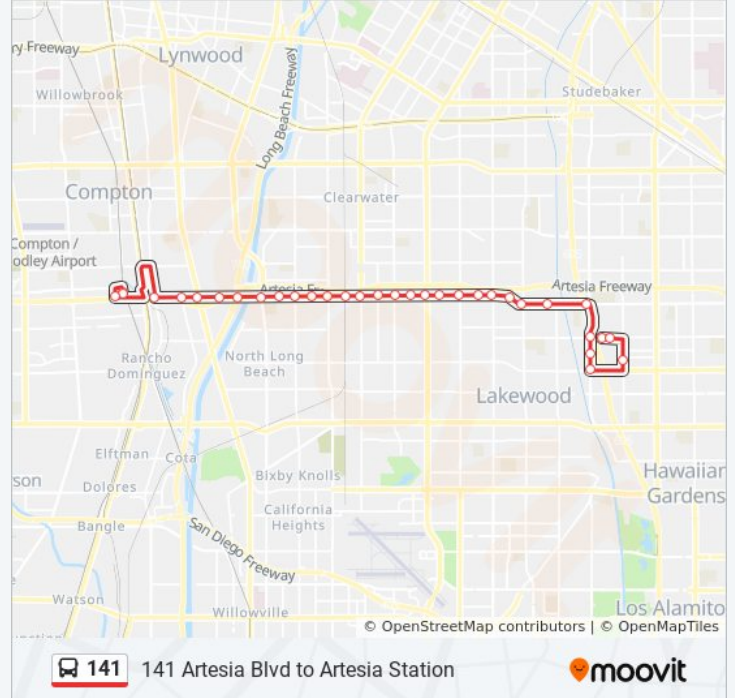 ry Freeway
Lynwood
Willowbrook
Long Beach Freeway
Studebaker
Compton
Clearwater
Compton /
odley Airport
Artesia Fr
Artesia Freeway
Rancho
Dominguez
North Long
Beach
Lakewood
Elftman
Cota
son
Dolores
Bixby Knolls
Hawaiian
Gardens
California
Heights
Bangle
San Diego Freeway
Watson
Willowville
Los Alamito
© OpenStreetMap contributors | © OpenMapTiles
141
141 Artesia Blvd to Artesia Station
moovit